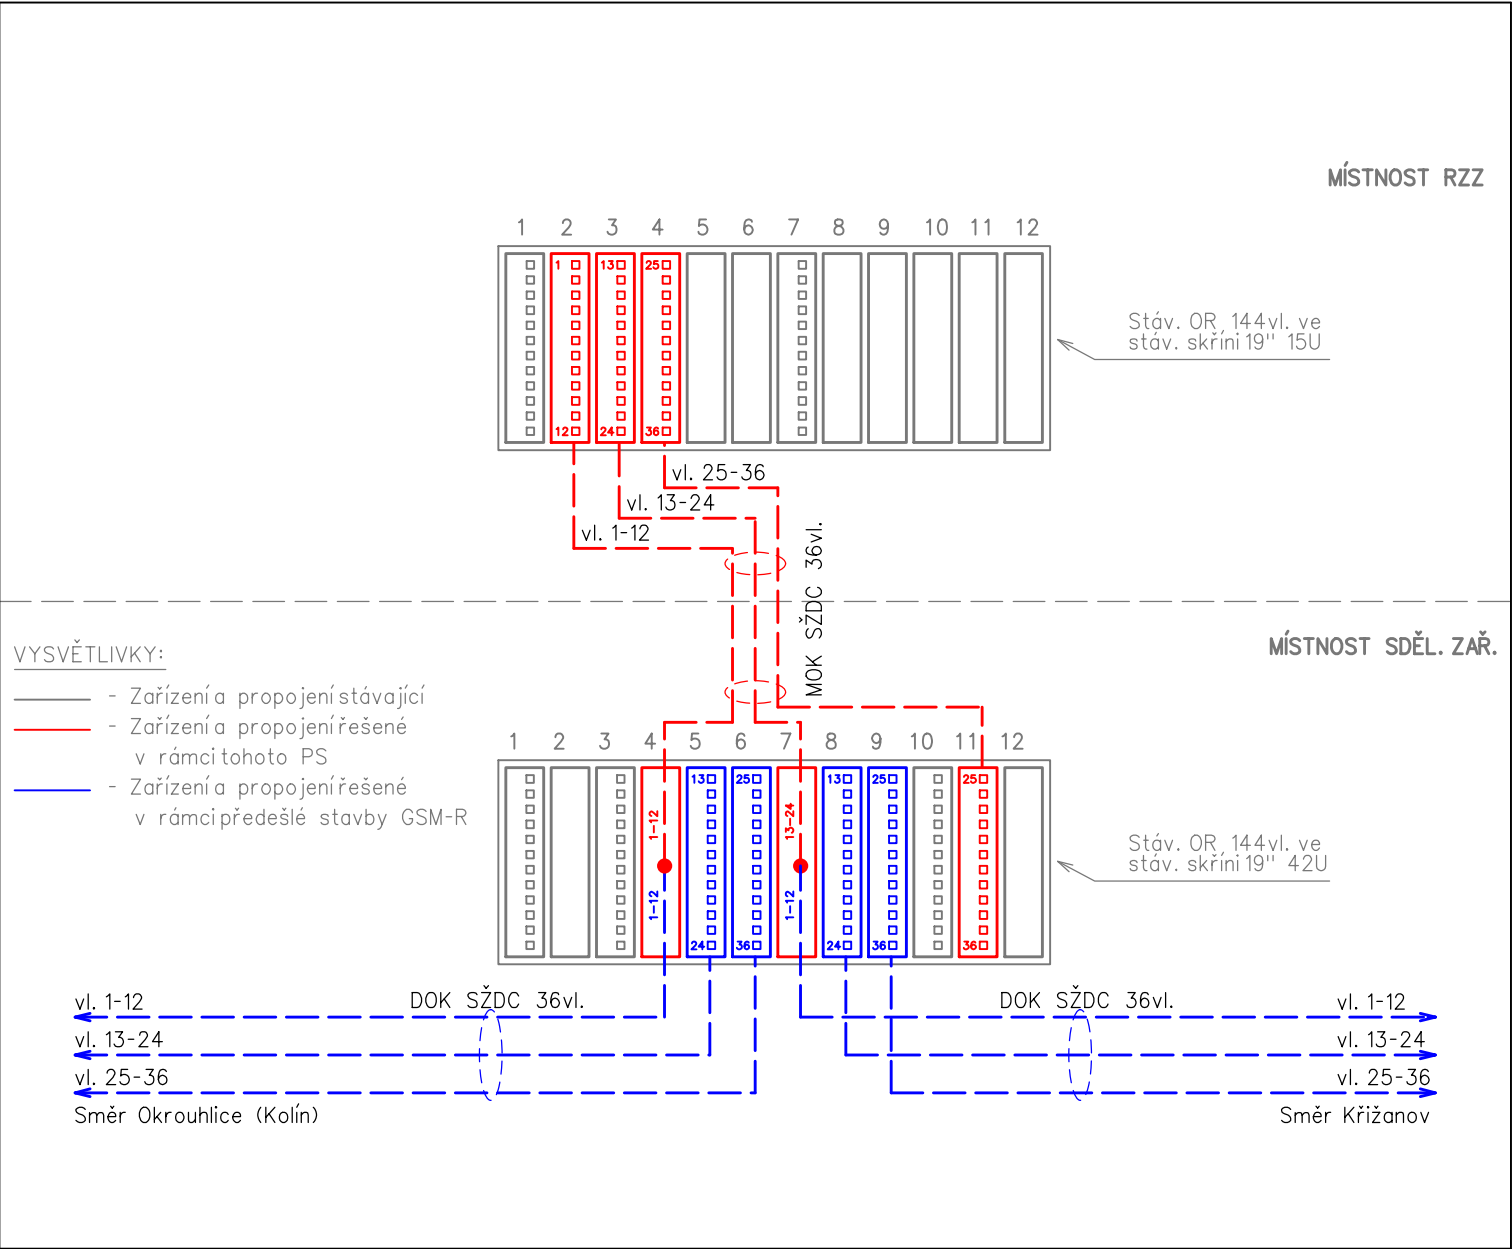 MÍSTNOST RZZ
1 2 3 4 5 6 7 8 9 10 11 12
1 13 25
12 24 36
Stáv. OR 144vl. ve
stáv. skříni 19" 15U
vl. 25-36
vl. 13-24
vl. 1-12
MOK SŽDC 36vl.
MÍSTNOST SDĚL. ZAŘ.
VYSVĚTLIVKY:
- Zařízení a propojení stávající
- Zařízení a propojení řešené
v rámci tohoto PS
- Zařízení a propojení řešené
v rámci předešlé stavby GSM-R
1 2 3 4 5 6 7 8 9 10 11 12
13 25 13 25 25
1-12 13-24
1-12 1-12
24 36 24 36 36
Stáv. OR 144vl. ve
stáv. skříni 19" 42U
vl. 1-12 DOK SŽDC 36vl. DOK SŽDC 36vl. vl. 1-12
vl. 13-24 vl. 13-24
vl. 25-36 vl. 25-36
Směr Okrouhlice (Kolín) Směr Křižanov